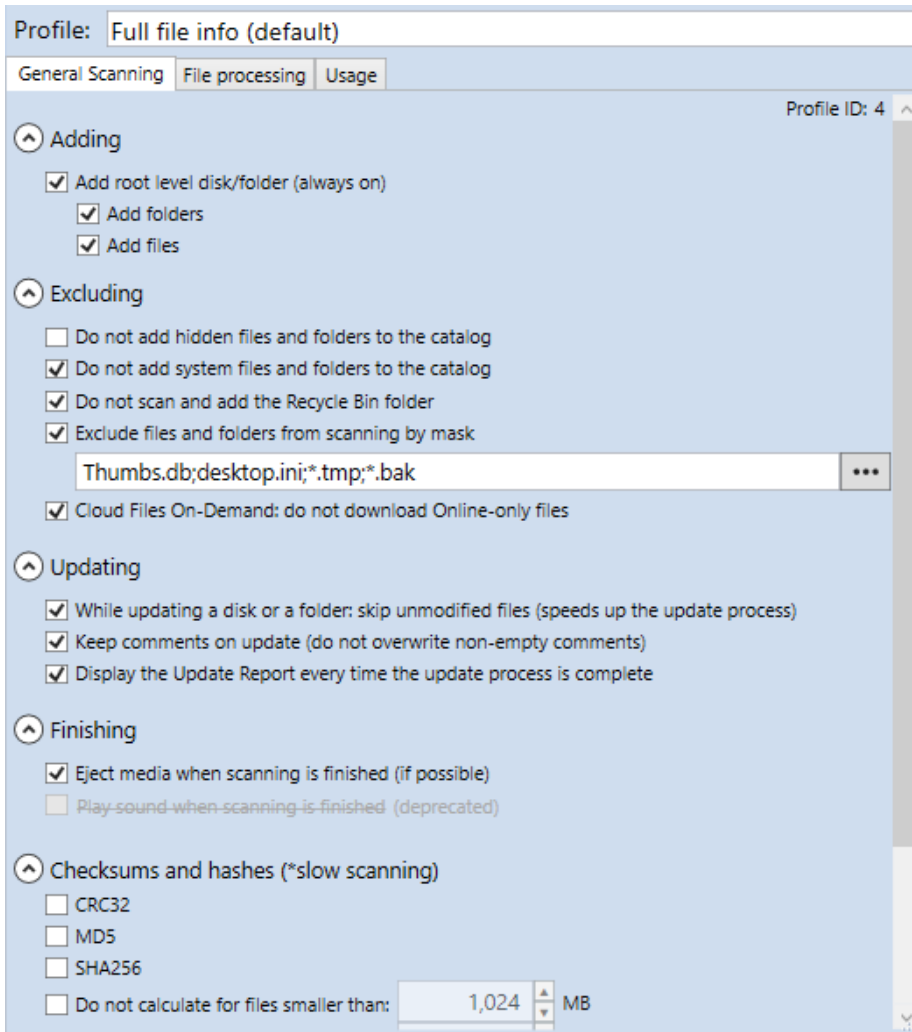 Profile: Full file info (default)
General Scanning File processing Usage
Profile ID: 4
Adding
Add root level disk/folder (always on)
Add folders
Add files
Excluding
Do not add hidden files and folders to the catalog
Do not add system files and folders to the catalog
Do not scan and add the Recycle Bin folder
Exclude files and folders from scanning by mask
Thumbs.db;desktop.ini;*.tmp;*.bak
Cloud Files On-Demand: do not download Online-only files
Updating
While updating a disk or a folder: skip unmodified files (speeds up the update process)
Keep comments on update (do not overwrite non-empty comments)
Display the Update Report every time the update process is complete
Finishing
Eject media when scanning is finished (if possible)
Play sound when scanning is finished (deprecated)
Checksums and hashes (*slow scanning)
CRC32
MD5
SHA256
Do not calculate for files smaller than: 1,024 MB